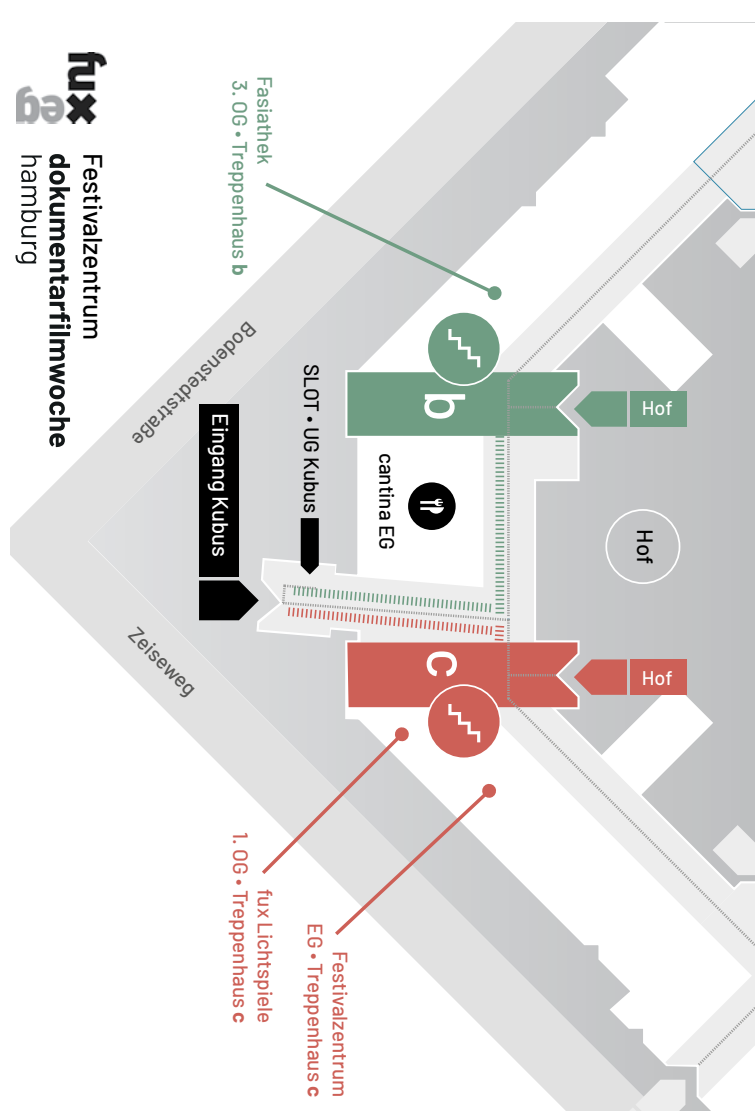 fux
eg
Festivalzentrum
dokumentarfilmwoche
hamburg
Fasiathek
3. OG • Treppenhaus b
Bodenstedtstraße
SLOT • UG Kubus
Eingang Kubus
b
Hof
cantina EG
Hof
c
Hof
Zeiseweg
fux Lichtspiele
1. OG • Treppenhaus c
Festivalzentrum
EG • Treppenhaus c